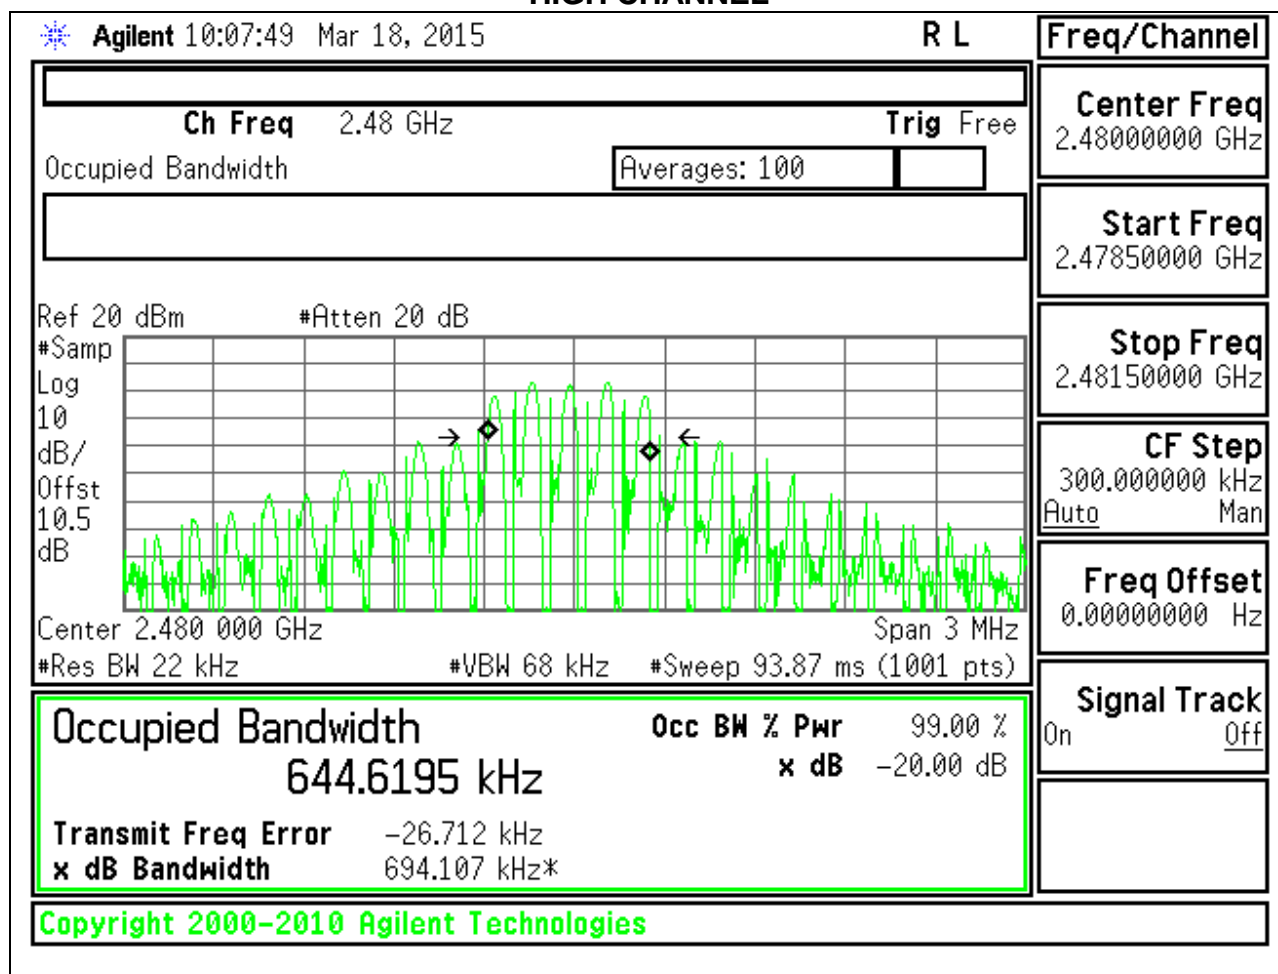 HIGH CHANNEL
Agilent 10:07:49 Mar 18, 2015 R L
Freq/Channel
Ch Freq 2.48 GHz Trig Free
Occupied Bandwidth Averages: 100
Center Freq
2.48000000 GHz
Start Freq
2.47850000 GHz
Stop Freq
2.48150000 GHz
CF Step
300.000000 kHz
Auto Man
Freq Offset
0.00000000 Hz
Signal Track
On Off
Ref 20 dBm #Atten 20 dB
#Samp
Log
10
dB/
Offst
10.5
dB
Center 2.480 000 GHz Span 3 MHz
#Res BW 22 kHz #VBW 68 kHz #Sweep 93.87 ms (1001 pts)
Occupied Bandwidth Occ BW % Pwr 99.00 %
644.6195 kHz x dB -20.00 dB
Transmit Freq Error -26.712 kHz
x dB Bandwidth 694.107 kHz*
Copyright 2000-2010 Agilent Technologies